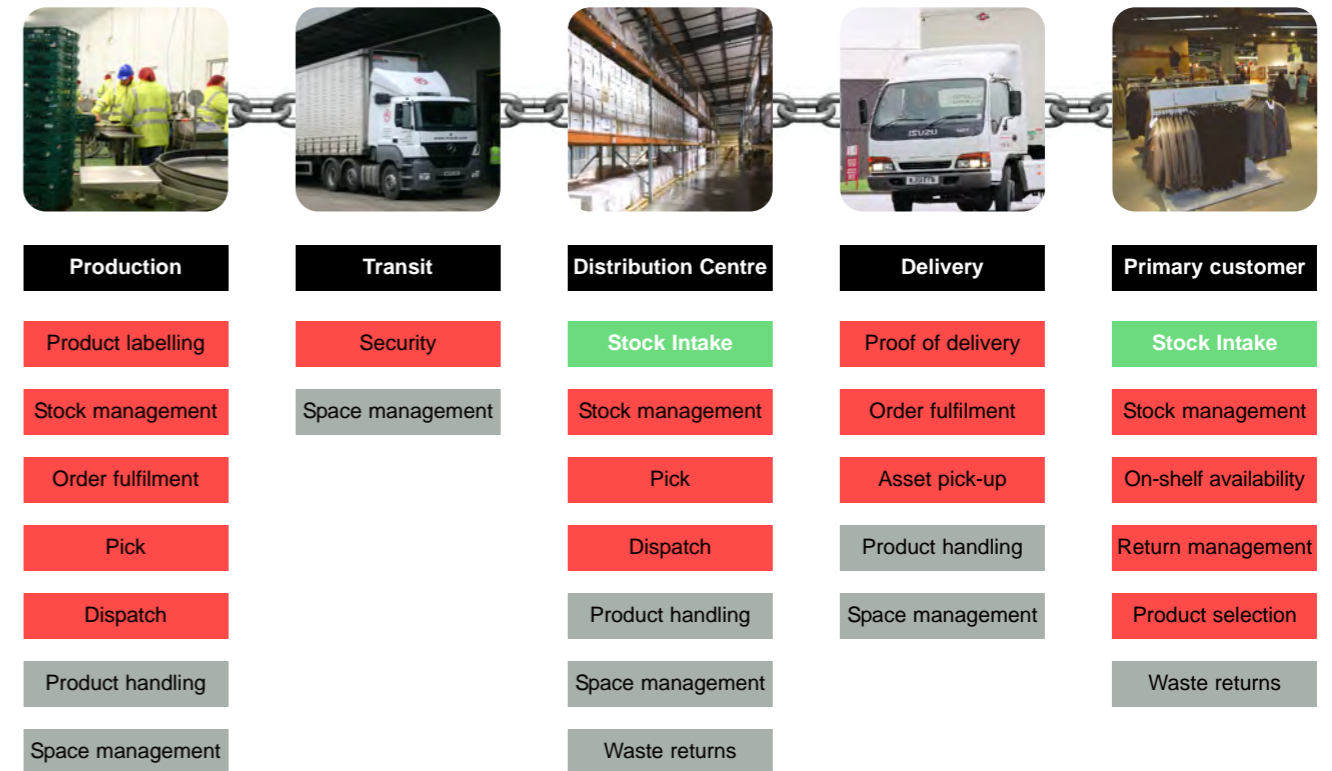 ISUZU
Production
Transit
Distribution Centre
Delivery
Primary customer
Product labelling
Security
Stock Intake
Proof of delivery
Stock Intake
Stock management
Space management
Stock management
Order fulfilment
Stock management
Order fulfilment
Pick
Asset pick-up
On-shelf availability
Pick
Dispatch
Product handling
Return management
Dispatch
Product handling
Space management
Product selection
Product handling
Space management
Waste returns
Space management
Waste returns